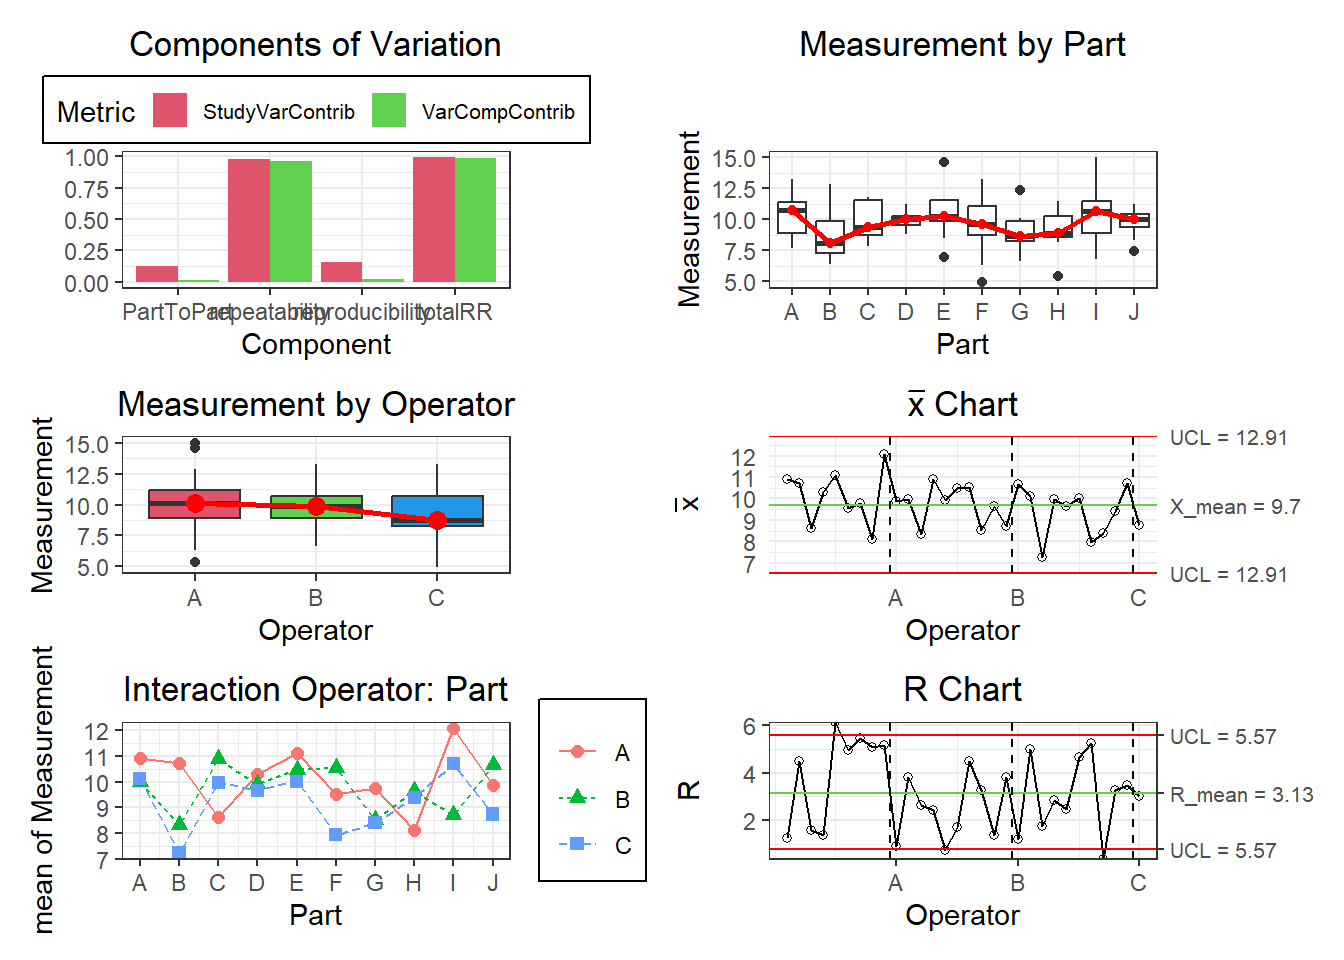 Components of Variation
Metric StudyVarContrib VarCompContrib
1.00
0.75
0.50
0.25
0.00
PartToPart repeatability reproducibility totalRR
Component
Measurement by Part
Measurement
15.0
12.5
10.0
7.5
5.0
A B C D E F G H I J
Part
Measurement by Operator
Measurement
15.0
12.5
10.0
7.5
5.0
A B C
Operator
x̅ Chart
x̅
12
11
10
9
8
7
UCL = 12.91
X_mean = 9.7
UCL = 12.91
A B C
Operator
Interaction Operator: Part
mean of Measurement
12
11
10
9
8
7
A B C D E F G H I J
Part
A
B
C
R Chart
R
6
4
2
UCL = 5.57
R_mean = 3.13
UCL = 5.57
A B C
Operator